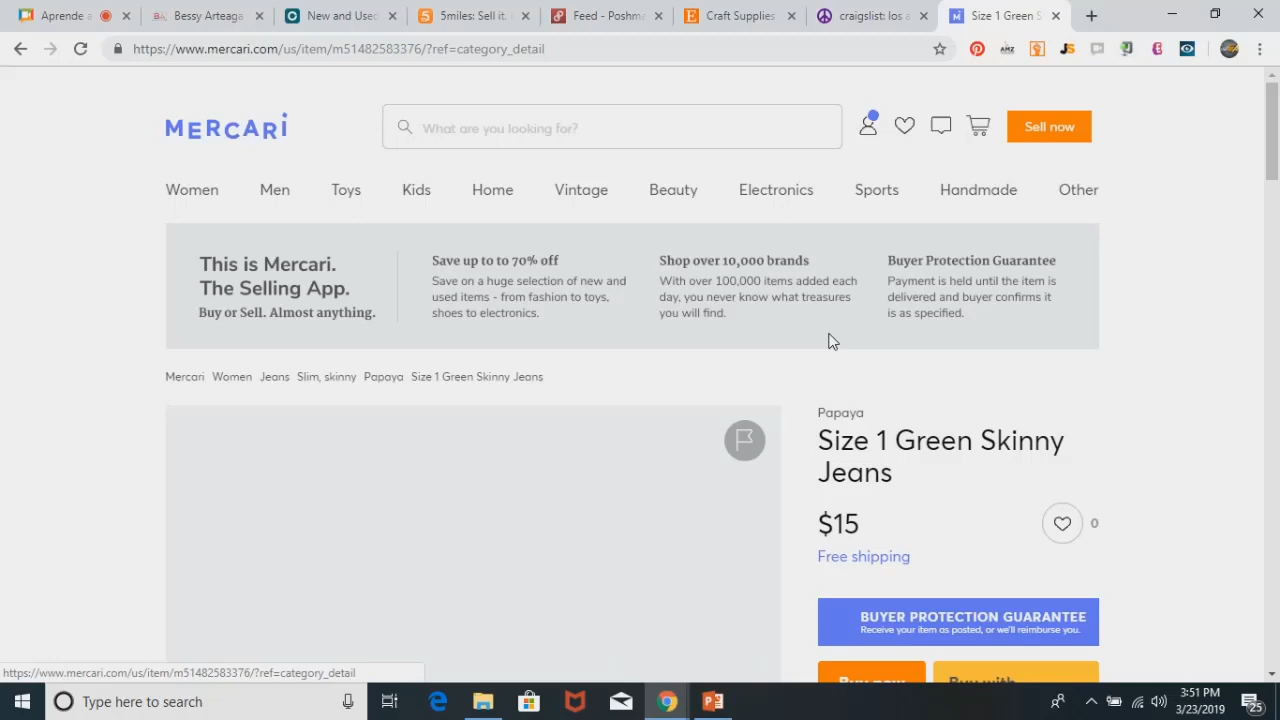 Aprende a
Bessy Arteaga
New and Used
5miles: Sell it.
Feed - Poshma
Craft Supplies
craigslist: los a
Size 1 Green S
https://www.mercari.com/us/item/m51482583376/?ref=category_detail
MERCARI
What are you looking for?
Sell now
Women Men Toys Kids Home Vintage Beauty Electronics Sports Handmade Other
This is Mercari.
The Selling App.
Buy or Sell. Almost anything.
Save up to to 70% off
Save on a huge selection of new and
used items - from fashion to toys,
shoes to electronics.
Shop over 10,000 brands
With over 100,000 items added each
day, you never know what treasures
you will find.
Buyer Protection Guarantee
Payment is held until the item is
delivered and buyer confirms it
is as specified.
Mercari Women Jeans Slim, skinny Papaya Size 1 Green Skinny Jeans
Papaya
Size 1 Green Skinny
Jeans
$15
0
Free shipping
BUYER PROTECTION GUARANTEE
Receive your item as posted, or we'll reimburse you.
Buy now
Buy with
https://www.mercari.com/us/item/m51482583376/?ref=category_detail
Type here to search
3:51 PM
3/23/2019
25